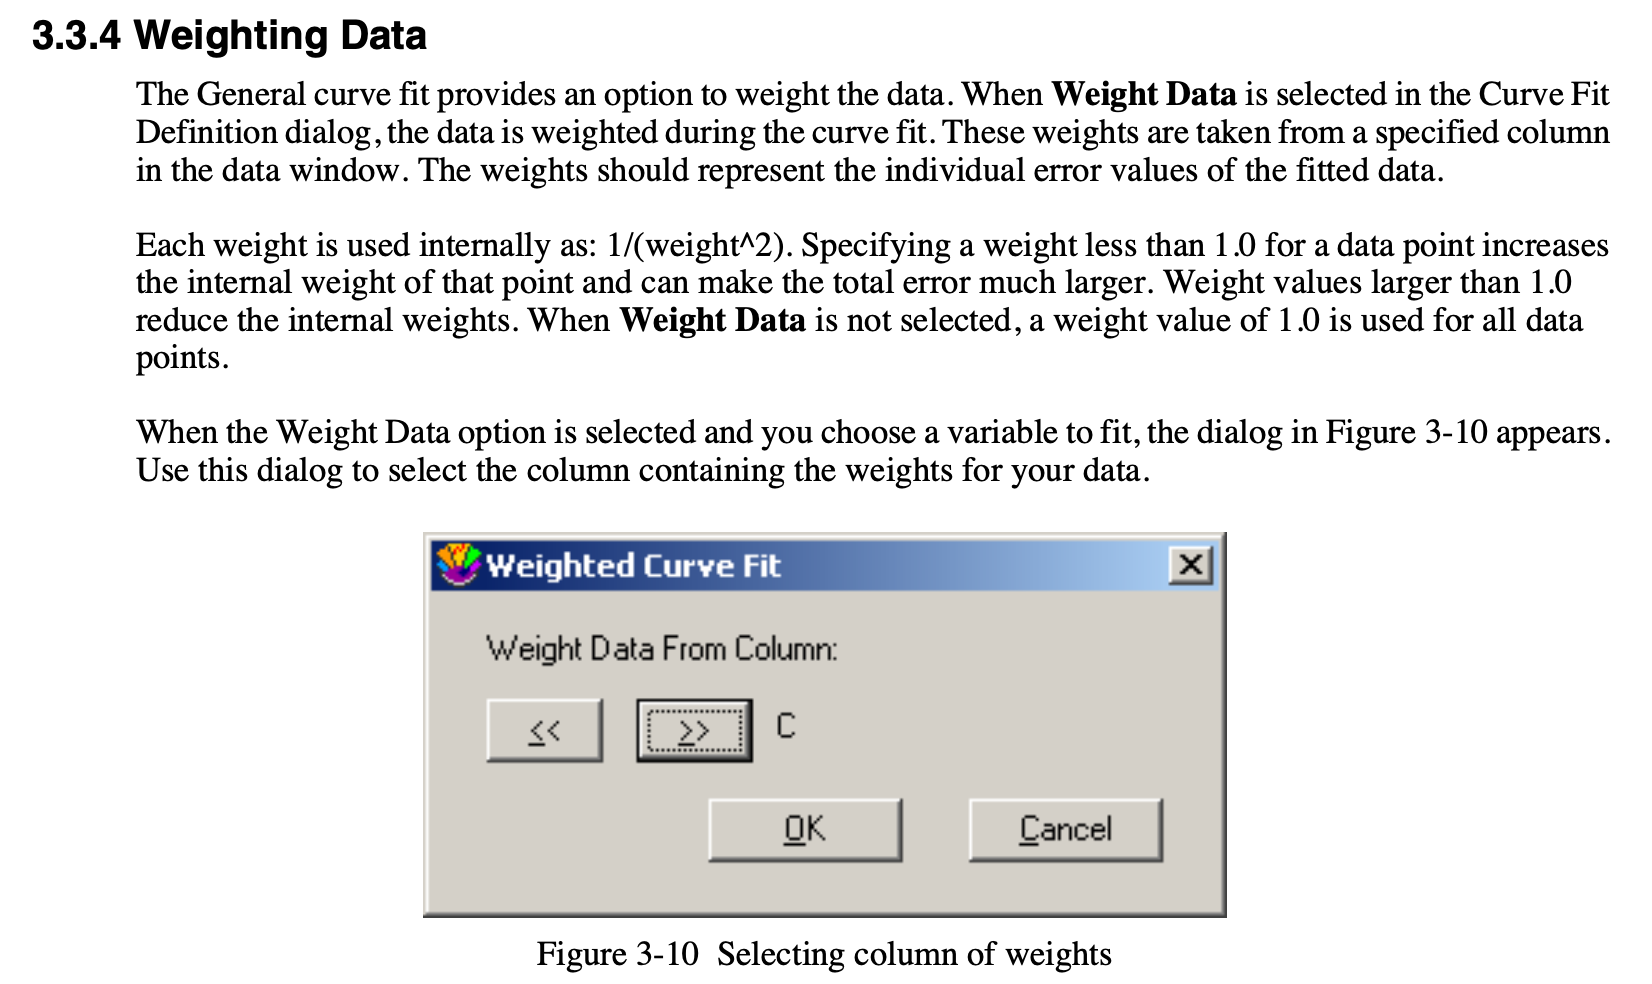 3.3.4 Weighting Data
The General curve fit provides an option to weight the data. When Weight Data is selected in the Curve Fit
Definition dialog, the data is weighted during the curve fit. These weights are taken from a specified column
in the data window. The weights should represent the individual error values of the fitted data.
Each weight is used internally as: 1/(weight^2). Specifying a weight less than 1.0 for a data point increases
the internal weight of that point and can make the total error much larger. Weight values larger than 1.0
reduce the internal weights. When Weight Data is not selected, a weight value of 1.0 is used for all data
points.
When the Weight Data option is selected and you choose a variable to fit, the dialog in Figure 3-10 appears.
Use this dialog to select the column containing the weights for your data.
Weighted Curve Fit
Weight Data From Column:
<< >> C
OK Cancel
Figure 3-10 Selecting column of weights